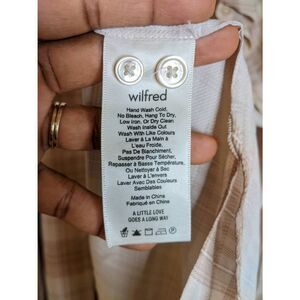 wilfred
Hand Wash Cold,
No Bleach, Hang To Dry,
Low Iron, Or Dry Clean
Wash Inside Out
Wash With Like Colours
Laver À La Main à
L'eau Froide,
Pas De Blanchiment,
Suspendre Pour Sécher,
Repasser à Basse Température,
Ou Nettoyer à Sec
Laver à L'envers
Laver Avec Des Couleurs
Semblables
Made in China
Fabriqué en Chine
A LITTLE LOVE
GOES A LONG WAY